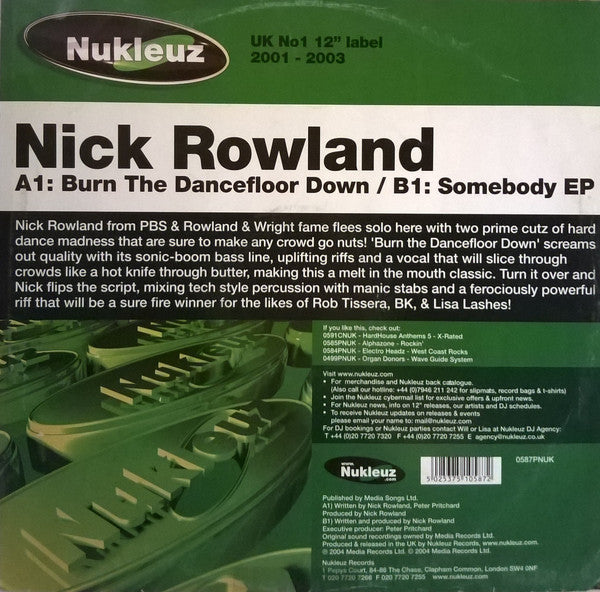 Nukleuz™
UK No1 12” label
2001 - 2003
Nick Rowland
A1: Burn The Dancefloor Down / B1: Somebody EP
Nick Rowland from PBS & Rowland & Wright fame flees solo here with two prime cutz of hard
dance madness that are sure to make any crowd go nuts! 'Burn the Dancefloor Down' screams
out quality with its sonic-boom bass line, uplifting riffs and a vocal that will slice through
crowds like a hot knife through butter, making this a melt in the mouth classic. Turn it over and
Nick flips the script, mixing tech style percussion with manic stabs and a ferociously powerful
riff that will be a sure fire winner for the likes of Rob Tissera, BK, & Lisa Lashes!
If you like this, check out:
0591CNUK - HardHouse Anthems 5 - X-Rated
0585PNUK - Alphazone - Rockin'
0584PNUK - Electro Headz - West Coast Rocks
0499PNUK - Organ Donors - Wave Guide System
Visit www.nukleuz.com
• For merchandise and Nukleuz back catalogue.
(Also call our hotline: +44 (0)7946 211 242 for slipmats, record bags & t-shirts)
• Join the Nukleuz cybermail list for exclusive offers & upfront news.
• For Nukleuz news, info on 12" releases, our artists and DJ schedules.
• To receive Nukleuz updates on releases & events
please email your name to: mail@nukleuz.com
For DJ bookings or Nukleuz parties contact Will or Lisa at Nukleuz DJ Agency:
T +44 (0)20 7720 7320 F +44 (0)20 7720 7255 E agency@nukleuz.co.uk
www.
Nukleuz
.com
5 025375 105872
0587PNUK
Published by Media Songs Ltd.
A1) Written by Nick Rowland, Peter Pritchard
Produced by Nick Rowland
B1) Written and produced by Nick Rowland
Executive producer: Peter Pritchard
Original sound recordings owned by Media Records Ltd.
Produced & released in the UK by Nukleuz Records, www.nukleuz.com.
℗ 2004 Media Records Ltd. © 2004 Media Records Ltd.
Nukleuz Records
1 Pepys Court, 84-86 The Chase, Clapham Common, London SW4 0NF
T 020 7720 7266 F 020 7720 7255 www.nukleuz.com
Nukleuz
Nukleuz
Nukleuz